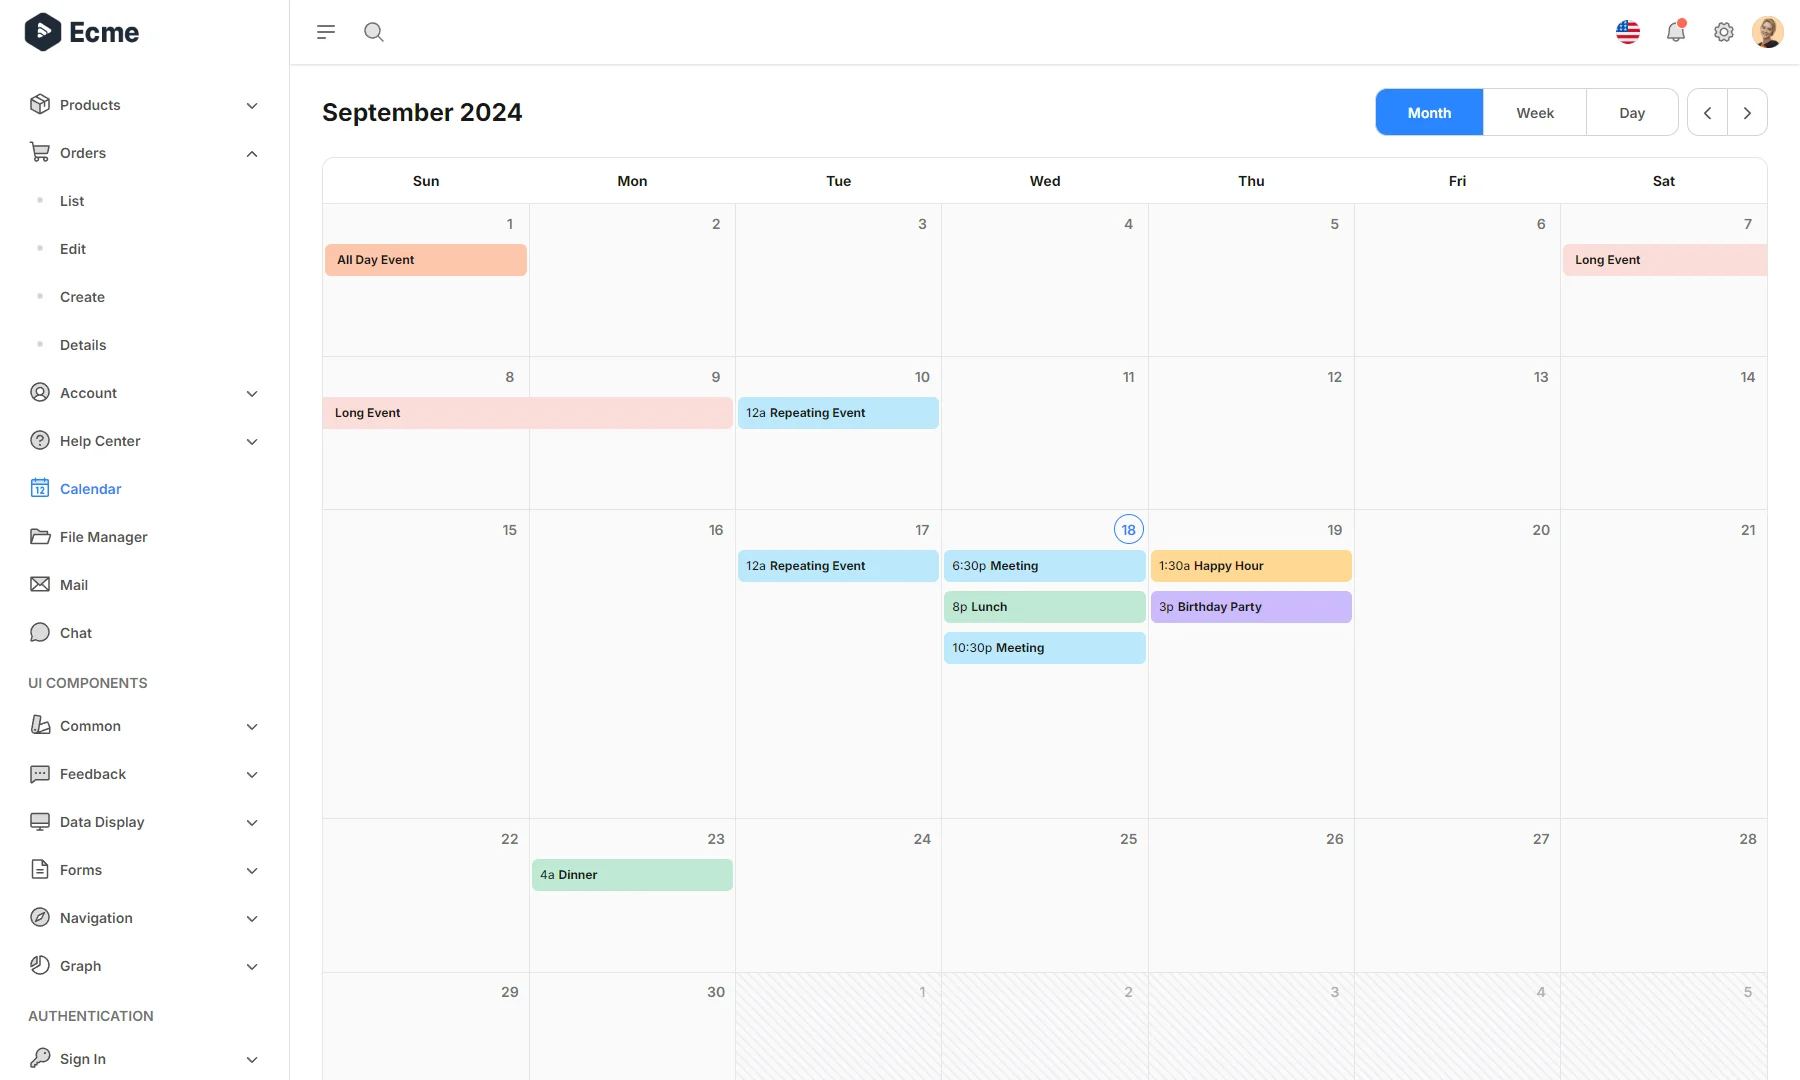 Ecme
Products
Orders
List
Edit
Create
Details
Account
Help Center
12
Calendar
File Manager
Mail
Chat
UI COMPONENTS
Common
Feedback
Data Display
Forms
Navigation
Graph
AUTHENTICATION
Sign In
September 2024
Month Week Day
Sun Mon Tue Wed Thu Fri Sat
1 2 3 4 5 6 7
All Day Event
Long Event
8 9 10 11 12 13 14
Long Event
12a Repeating Event
15 16 17 18 19 20 21
12a Repeating Event
6:30p Meeting
1:30a Happy Hour
8p Lunch
3p Birthday Party
10:30p Meeting
22 23 24 25 26 27 28
4a Dinner
29 30 1 2 3 4 5